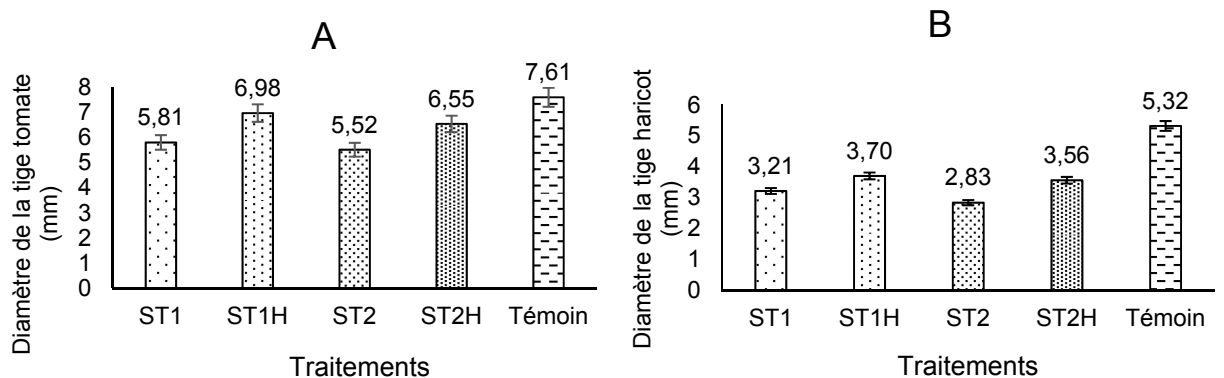 A
Diamètre de la tige tomate
(mm)
8
7
6
5
4
3
2
1
0
5,81
6,98
5,52
6,55
7,61
ST1 ST1H ST2 ST2H Témoin
Traitements
B
Diamètre de la tige haricot
(mm)
6
5
4
3
2
1
0
3,21
3,70
2,83
3,56
5,32
ST1 ST1H ST2 ST2H Témoin
Traitements